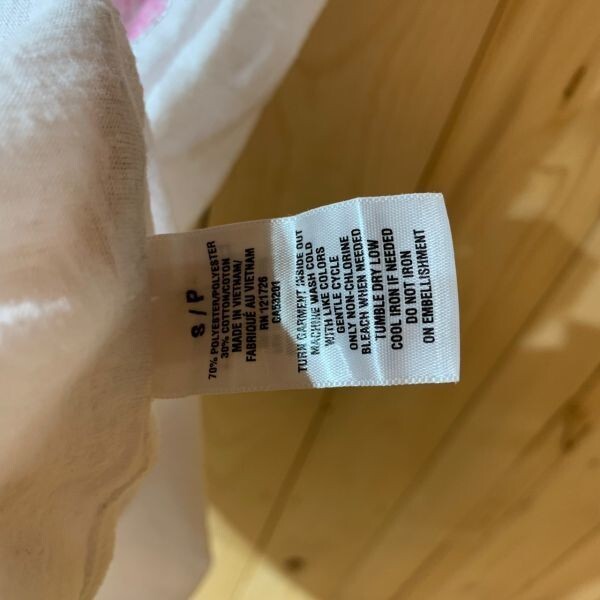 S / P
70% POLYESTER/POLYESTER
30% COTTON/COTON
MADE IN VIETNAM/
FABRIQUÉ AU VIETNAM
RN 121726
TURN GARMENT INSIDE OUT
MACHINE WASH COLD
WITH LIKE COLORS
GENTLE CYCLE
ONLY NON-CHLORINE
BLEACH WHEN NEEDED
TUMBLE DRY LOW
COOL IRON IF NEEDED
DO NOT IRON
ON EMBELLISHMENT